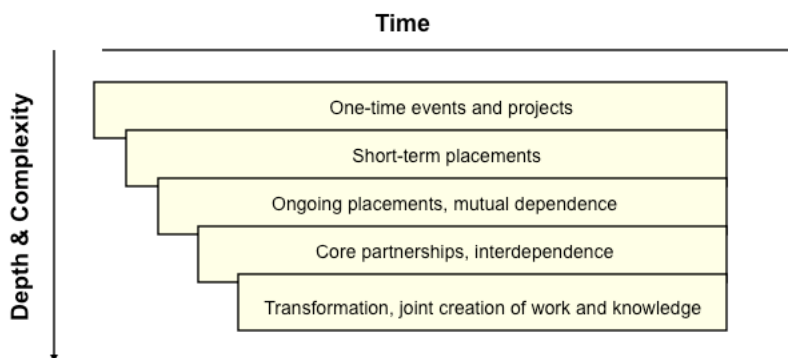 Time
Depth & Complexity
One-time events and projects
Short-term placements
Ongoing placements, mutual dependence
Core partnerships, interdependence
Transformation, joint creation of work and knowledge